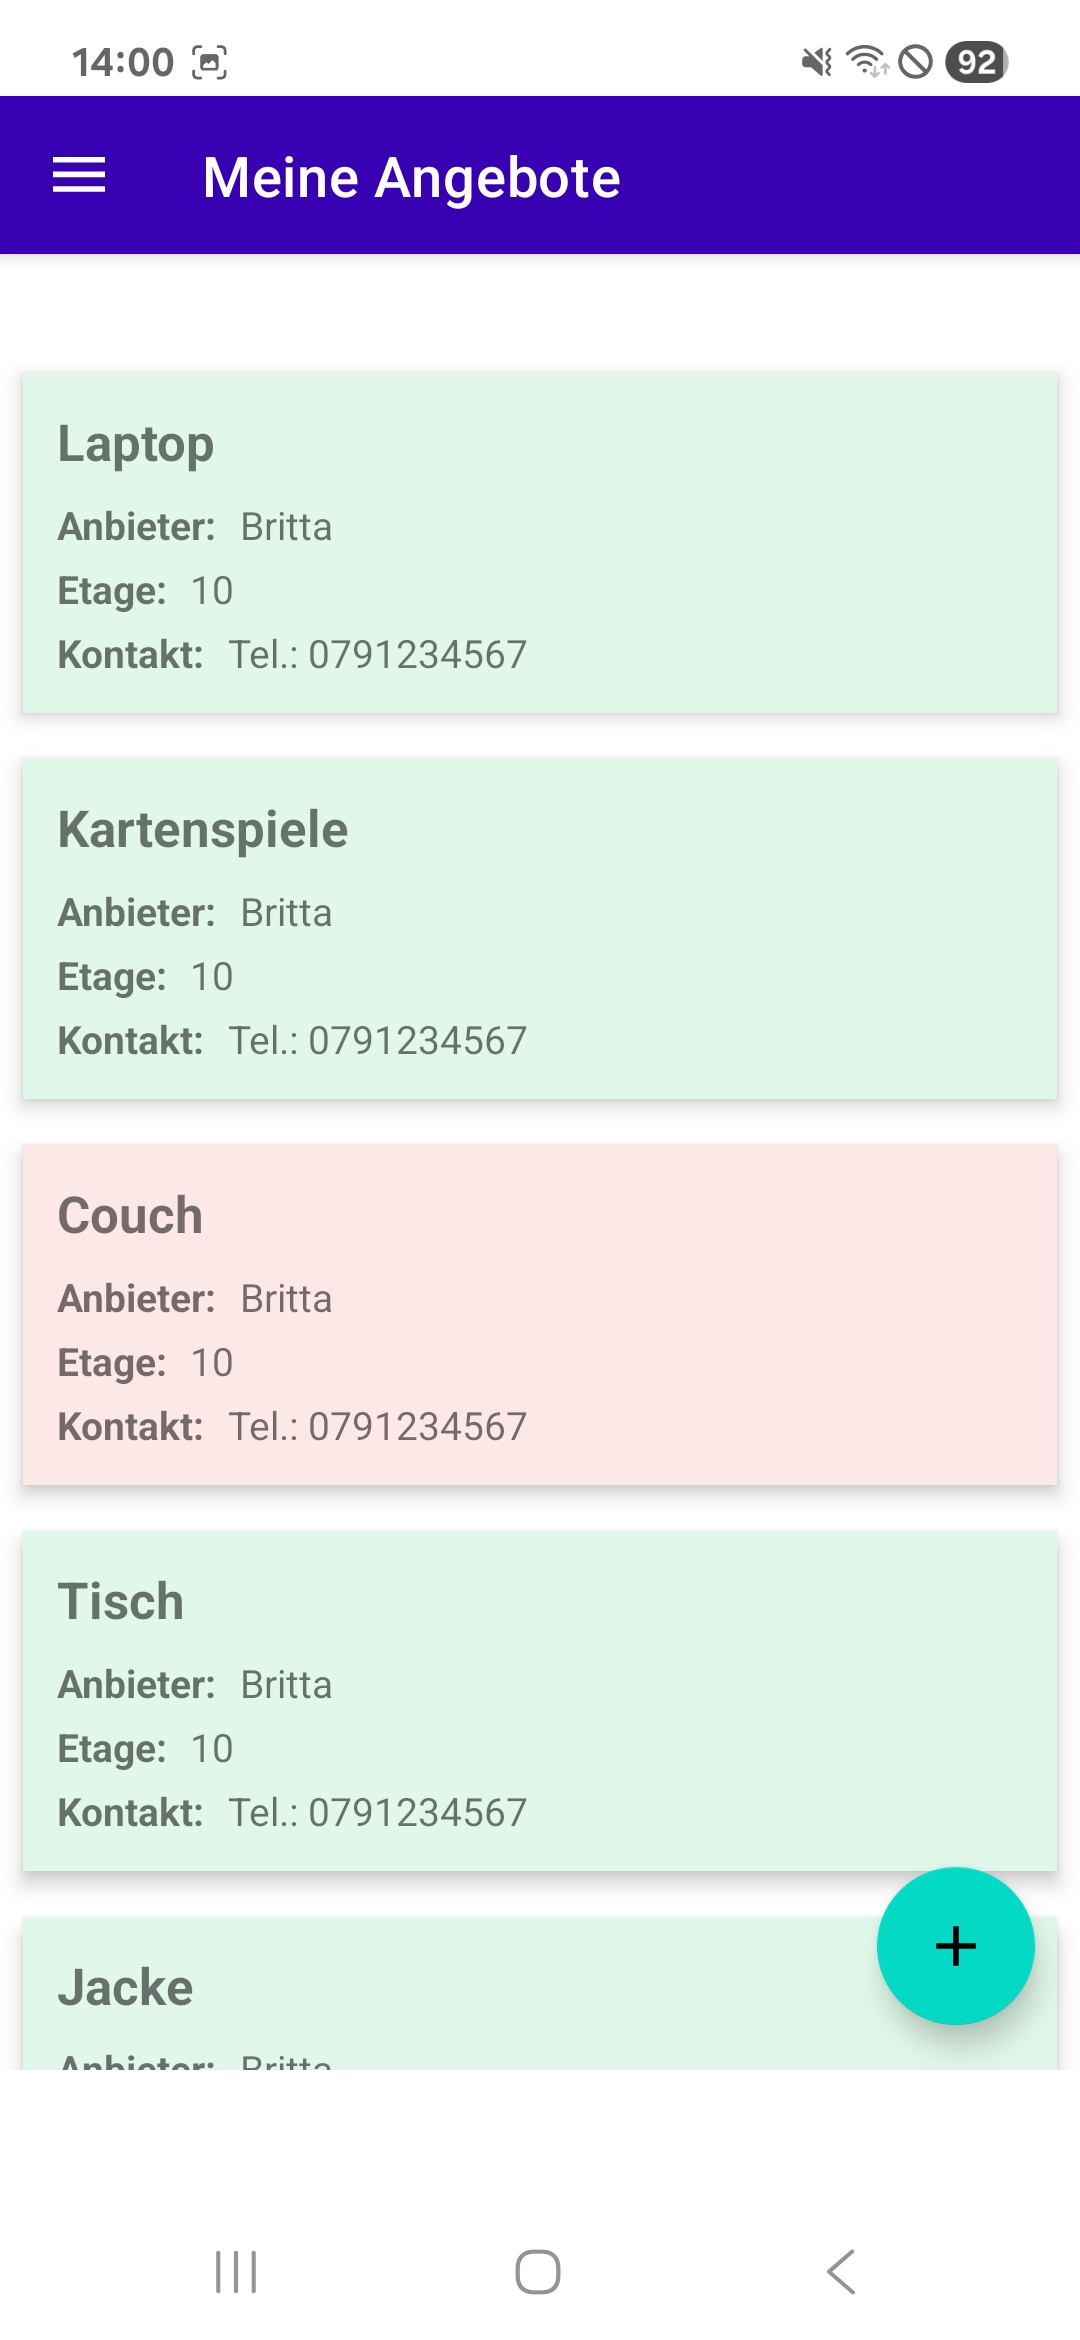 14:00
92
Meine Angebote
Laptop
Anbieter: Britta
Etage: 10
Kontakt: Tel.: 0791234567
Kartenspiele
Anbieter: Britta
Etage: 10
Kontakt: Tel.: 0791234567
Couch
Anbieter: Britta
Etage: 10
Kontakt: Tel.: 0791234567
Tisch
Anbieter: Britta
Etage: 10
Kontakt: Tel.: 0791234567
Jacke
Anbieter: Britta